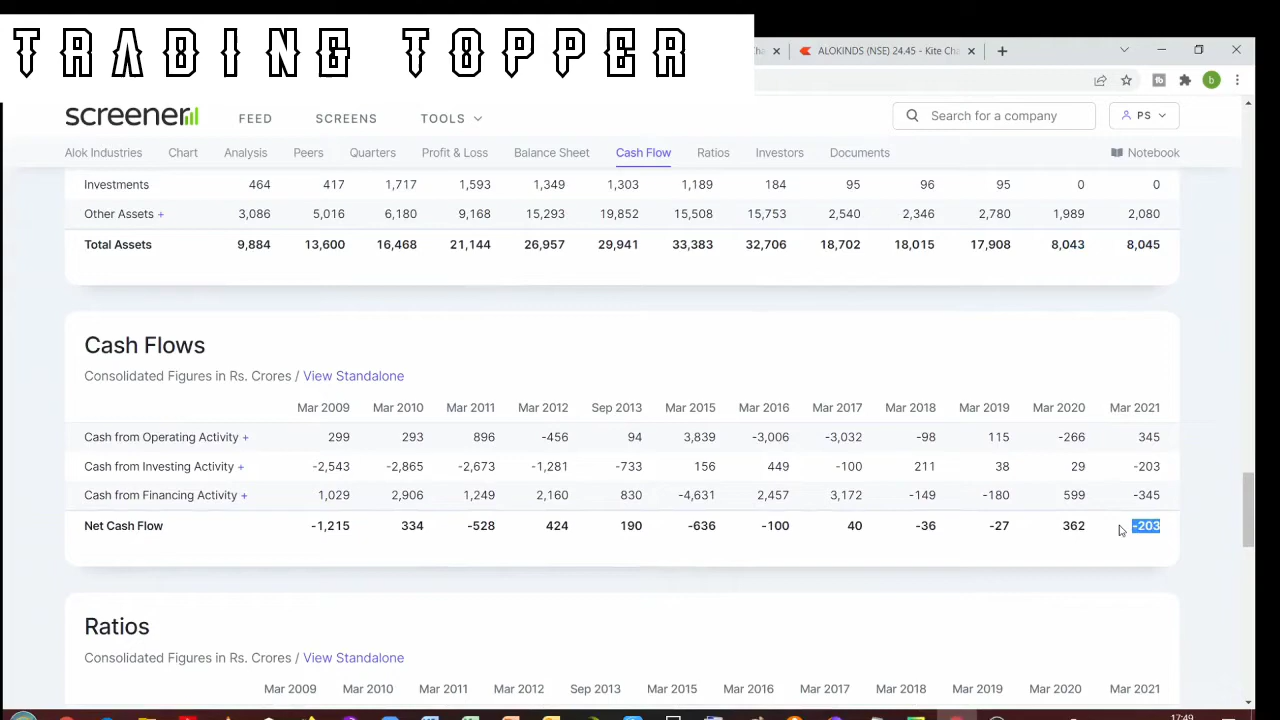 TRADING TOPPER
ALOKINDS (NSE) 24.45 - Kite Cha
screener
FEED SCREENS TOOLS
Search for a company
PS
Alok Industries Chart Analysis Peers Quarters Profit & Loss Balance Sheet Cash Flow Ratios Investors Documents Notebook
Investments 464 417 1,717 1,593 1,349 1,303 1,189 184 95 96 95 0 0
Other Assets + 3,086 5,016 6,180 9,168 15,293 19,852 15,508 15,753 2,540 2,346 2,780 1,989 2,080
Total Assets 9,884 13,600 16,468 21,144 26,957 29,941 33,383 32,706 18,702 18,015 17,908 8,043 8,045
Cash Flows
Consolidated Figures in Rs. Crores / View Standalone
Mar 2009 Mar 2010 Mar 2011 Mar 2012 Sep 2013 Mar 2015 Mar 2016 Mar 2017 Mar 2018 Mar 2019 Mar 2020 Mar 2021
Cash from Operating Activity + 299 293 896 -456 94 3,839 -3,006 -3,032 -98 115 -266 345
Cash from Investing Activity + -2,543 -2,865 -2,673 -1,281 -733 156 449 -100 211 38 29 -203
Cash from Financing Activity + 1,029 2,906 1,249 2,160 830 -4,631 2,457 3,172 -149 -180 599 -345
Net Cash Flow -1,215 334 -528 424 190 -636 -100 40 -36 -27 362 -203
Ratios
Consolidated Figures in Rs. Crores / View Standalone
Mar 2009 Mar 2010 Mar 2011 Mar 2012 Sep 2013 Mar 2015 Mar 2016 Mar 2017 Mar 2018 Mar 2019 Mar 2020 Mar 2021
17:49